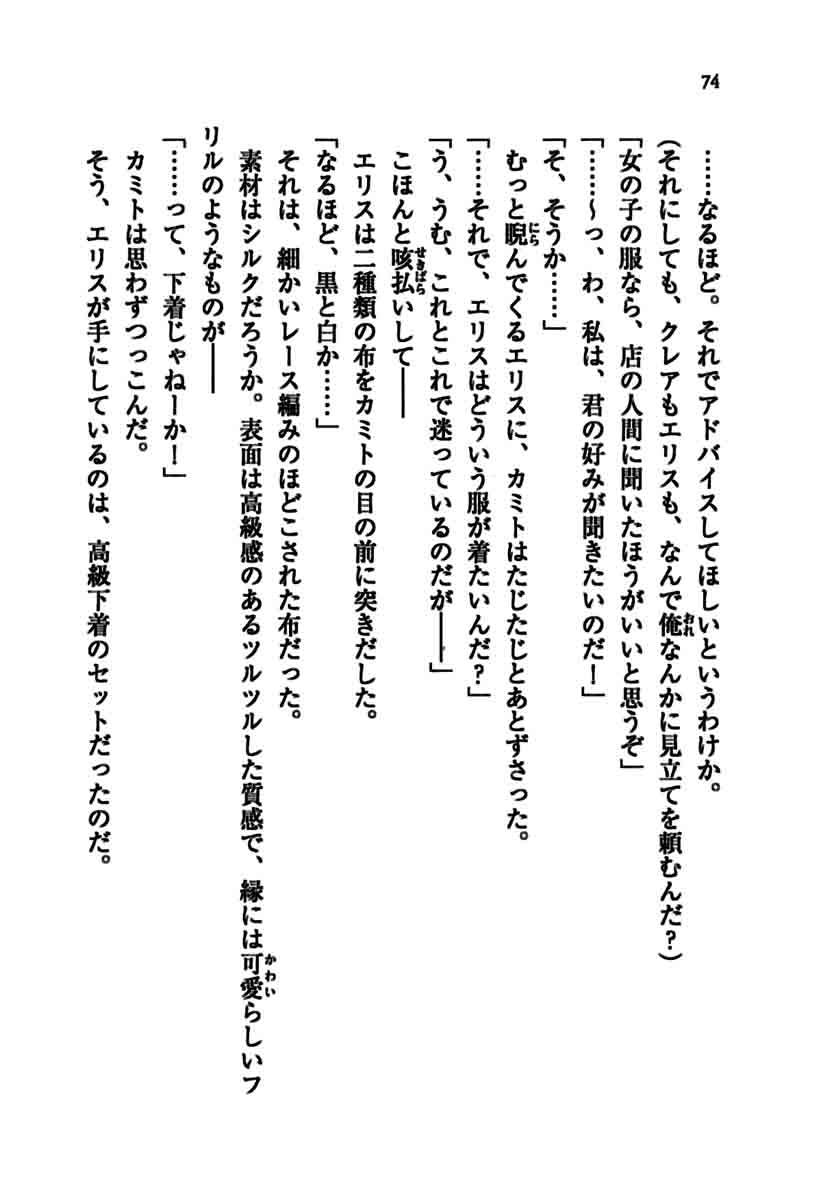 74
……なるほど。それでアドバイスしてほしいというわけか。
(それにしても、クレアもエリスも、なんで俺なんかに見立てを頼むんだ?)
「女の子の服なら、店の人間に聞いたほうがいいと思うぞ」
「……〜っ、わ、私は、君の好みが聞きたいのだ!」
「そ、そうか……」
むっと睨んでくるエリスに、カミトはたじたじとあとずさった。
「……それで、エリスはどういう服が着たいんだ?」
「う、うむ、これとこれで迷っているのだが――」
こほんと咳払いして――
エリスは二種類の布をカミトの目の前に突きだした。
「なるほど、黒と白か……」
それは、細かいレース編みのほどこされた布だった。
素材はシルクだろうか。表面は高級感のあるツルツルした質感で、縁には可愛らしいフ
リルのようなものが――
「……って、下着じゃねーか!」
カミトは思わずつっこんだ。
そう、エリスが手にしているのは、高級下着のセットだったのだ。